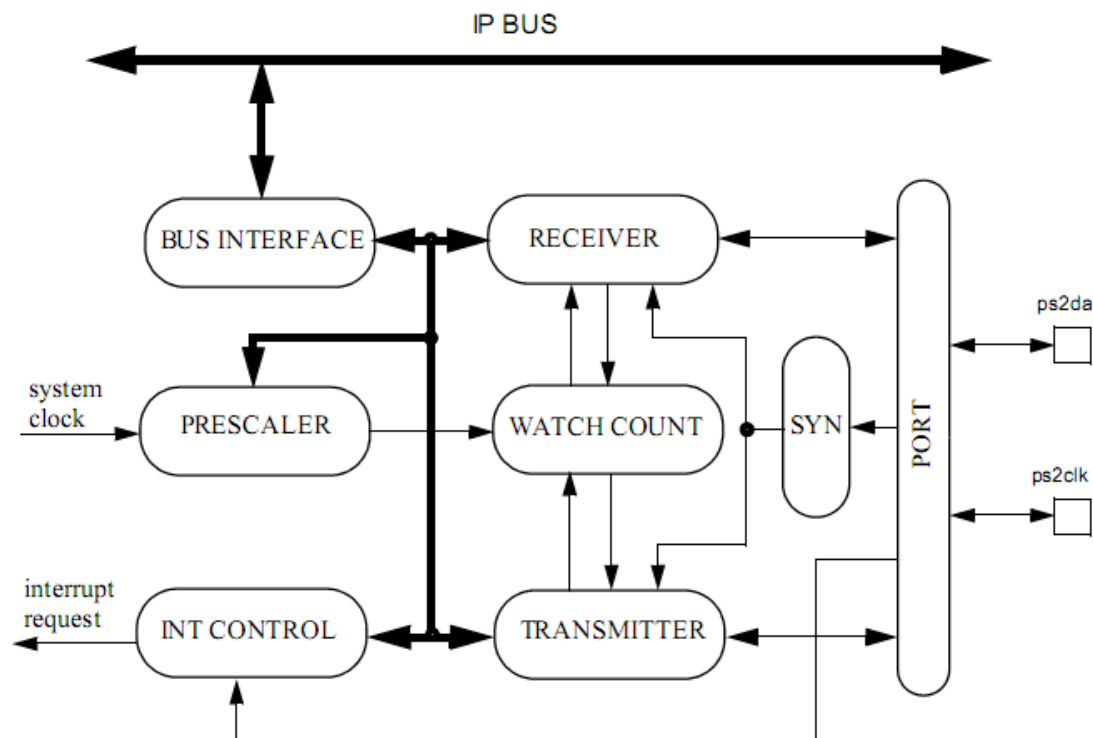 IP BUS
BUS INTERFACE
RECEIVER
ps2da
system
clock
PRESCALER
WATCH COUNT
SYN
PORT
ps2clk
interrupt
request
INT CONTROL
TRANSMITTER